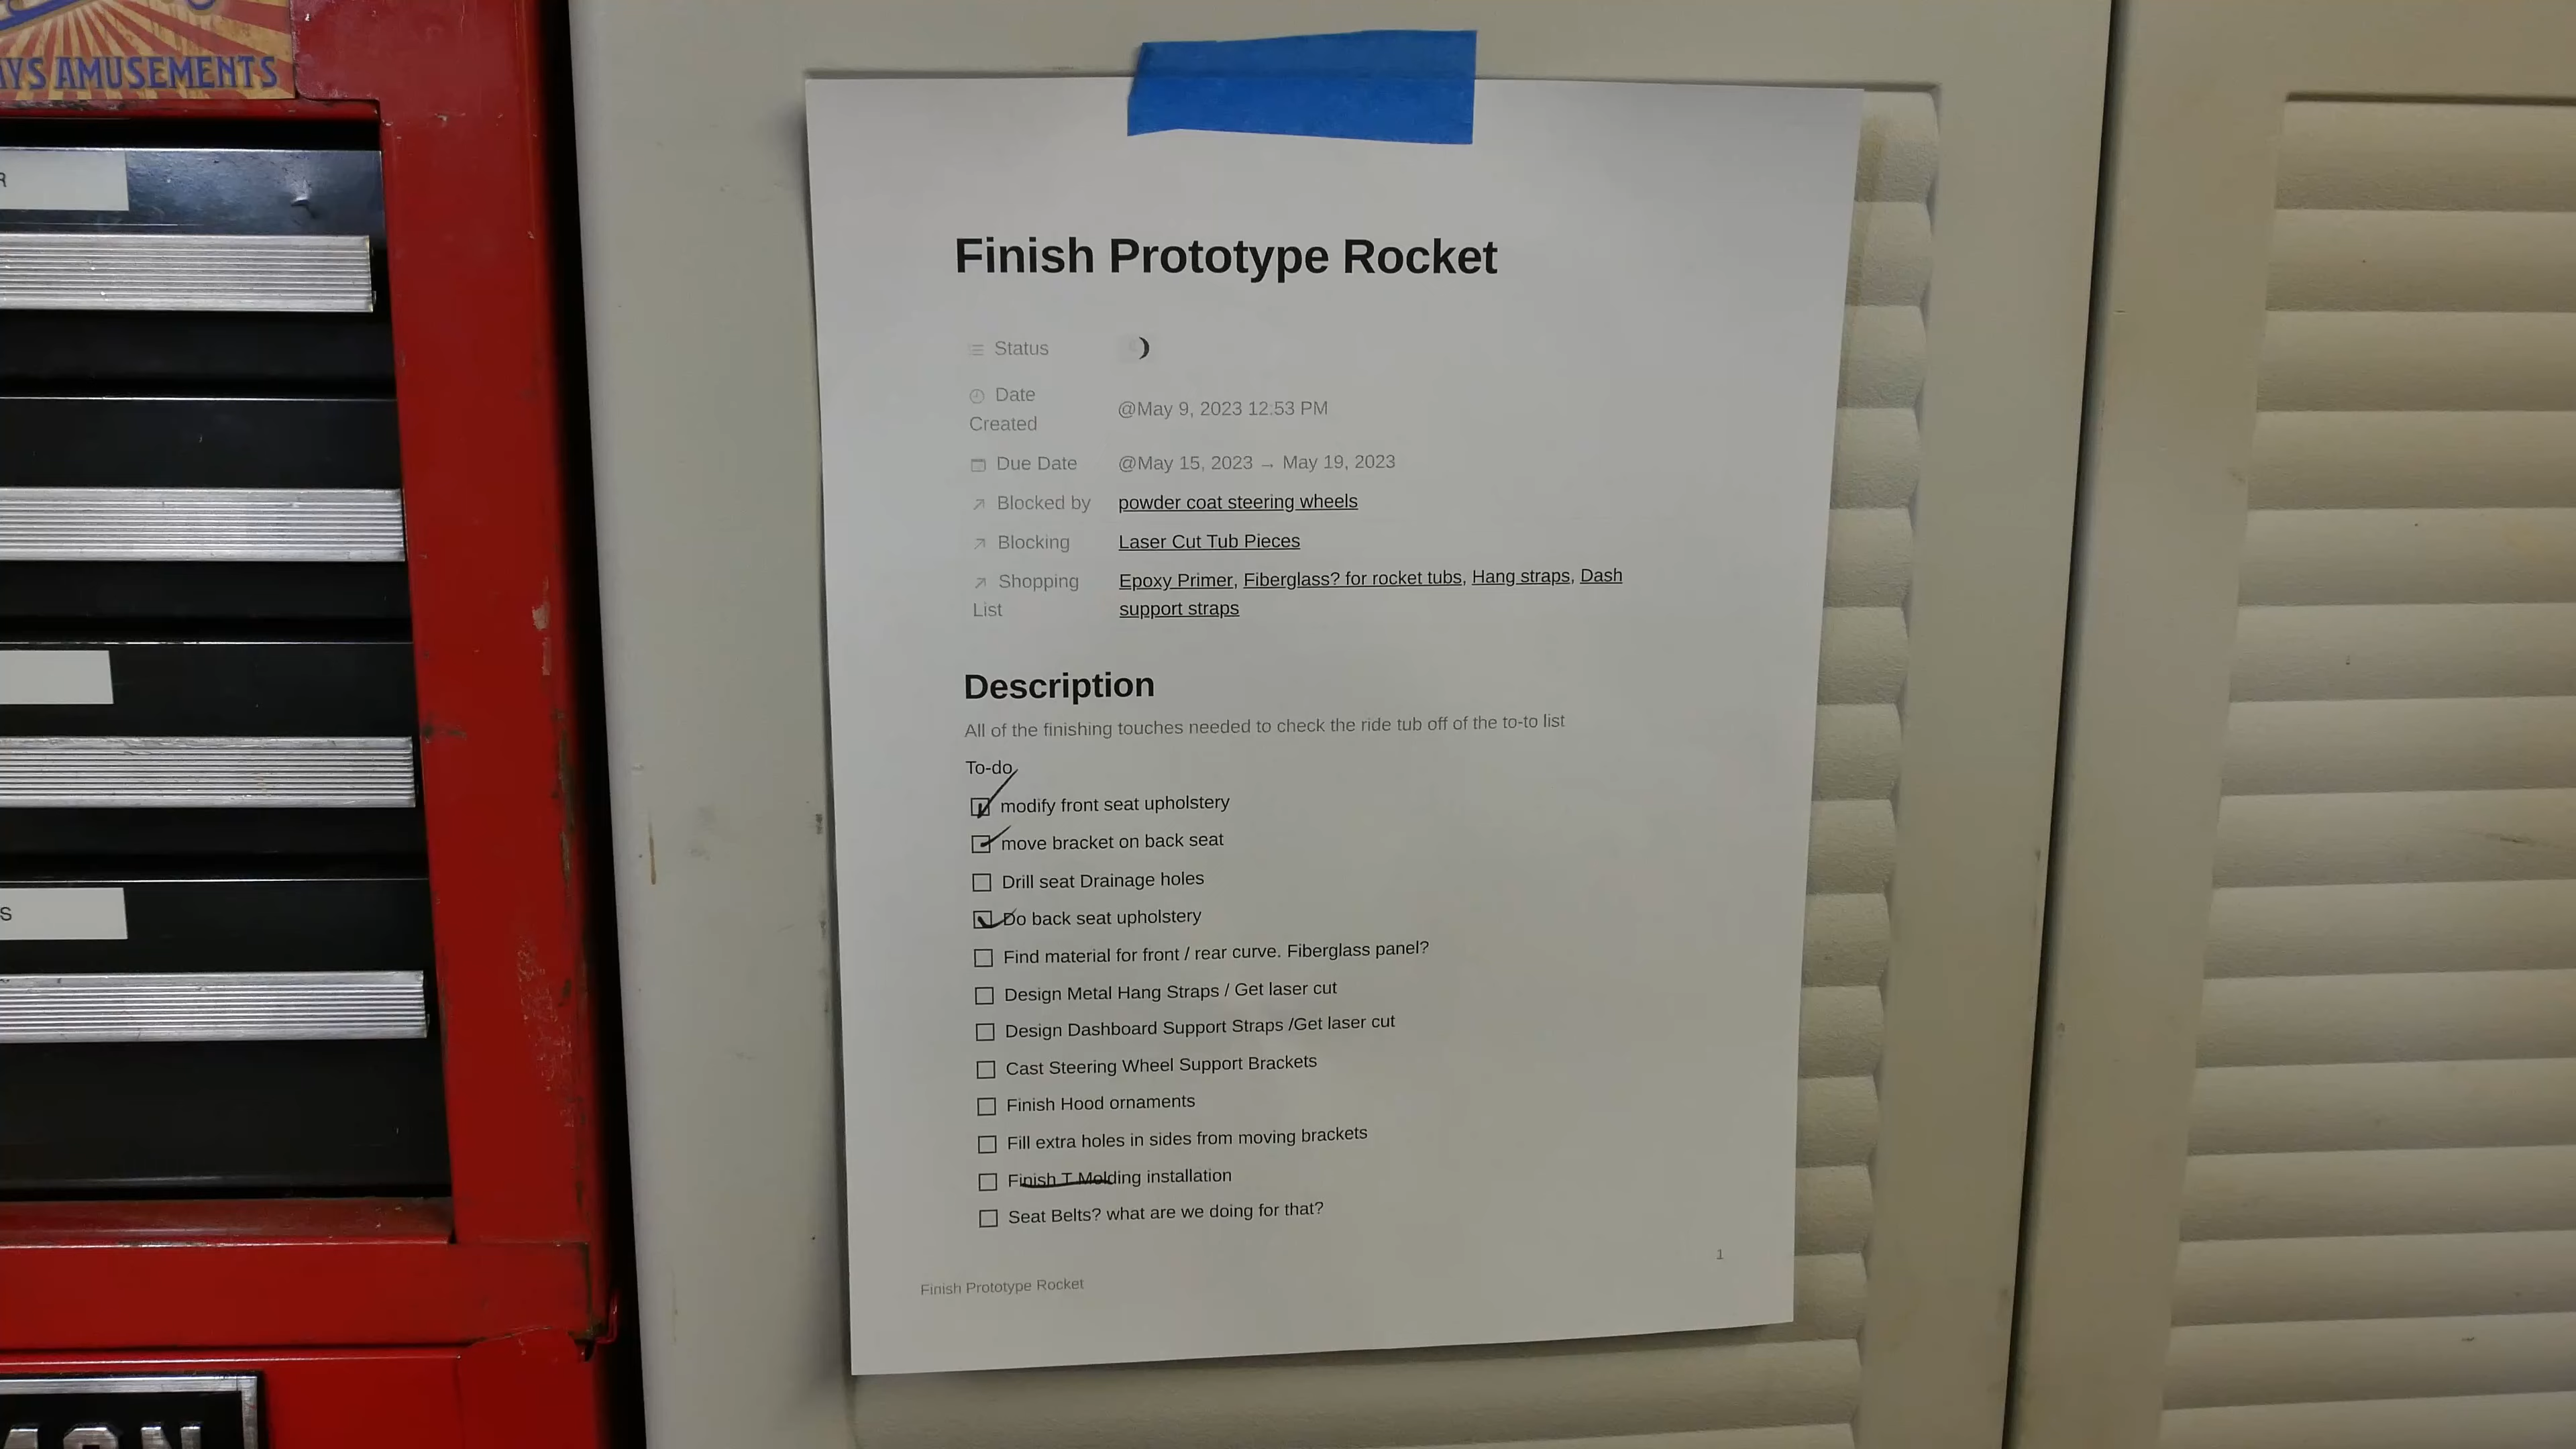 AMUSEMENTS
R
S
Finish Prototype Rocket
Status
Date
Created
@May 9, 2023 12:53 PM
Due Date @May 15, 2023 → May 19, 2023
Blocked by powder coat steering wheels
Blocking Laser Cut Tub Pieces
Shopping Epoxy Primer, Fiberglass? for rocket tubs, Hang straps, Dash
List support straps
Description
All of the finishing touches needed to check the ride tub off of the to-to list
To-do
modify front seat upholstery
move bracket on back seat
Drill seat Drainage holes
Do back seat upholstery
Find material for front / rear curve. Fiberglass panel?
Design Metal Hang Straps / Get laser cut
Design Dashboard Support Straps /Get laser cut
Cast Steering Wheel Support Brackets
Finish Hood ornaments
Fill extra holes in sides from moving brackets
Finish T Molding installation
Seat Belts? what are we doing for that?
1
Finish Prototype Rocket